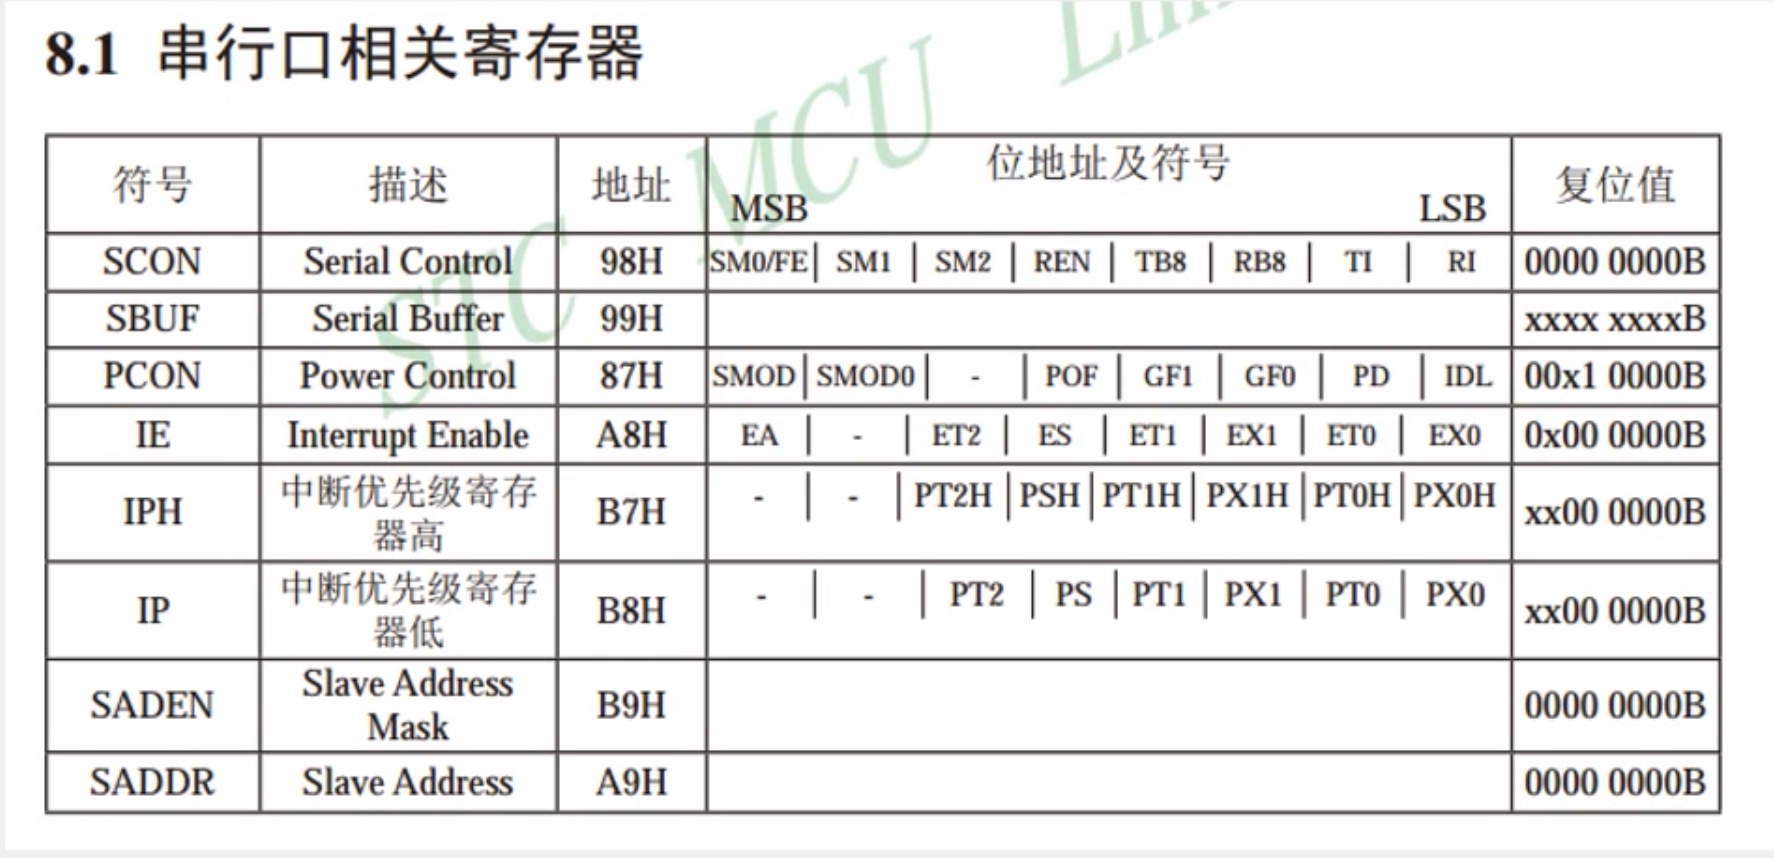 8.1 串行口相关寄存器
STC MCU
符号 描述 地址 位地址及符号 复位值
MSB LSB
SCON Serial Control 98H SM0/FE SM1 SM2 REN TB8 RB8 TI RI 0000 0000B
SBUF Serial Buffer 99H xxxx xxxxB
PCON Power Control 87H SMOD SMOD0 - POF GF1 GF0 PD IDL 00x1 0000B
IE Interrupt Enable A8H EA - ET2 ES ET1 EX1 ET0 EX0 0x00 0000B
IPH 中断优先级寄存 B7H - - PT2H PSH PT1H PX1H PT0H PX0H xx00 0000B
器高
IP 中断优先级寄存 B8H - - PT2 PS PT1 PX1 PT0 PX0 xx00 0000B
器低
SADEN Slave Address B9H 0000 0000B
Mask
SADDR Slave Address A9H 0000 0000B